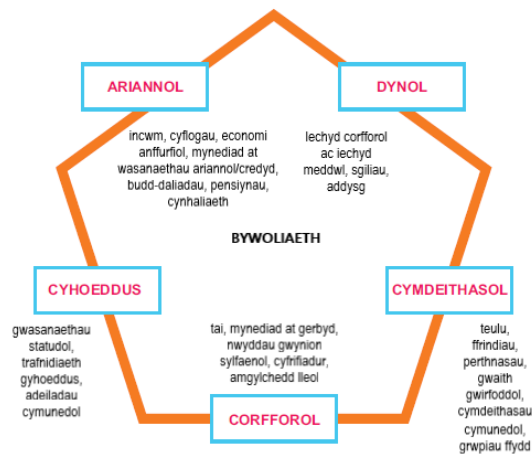 ARIANNOL
incwm, cyflogau, economi
anffurfiol, mynediad at
wasanaethau ariannol/credyd,
budd-daliadau, pensiynau,
cynhaliaeth
DYNOL
Iechyd corfforol
ac iechyd
meddwl, sgiliau,
addysg
BYWOLIAETH
CYHOEDDUS
gwasanaethau
statudol,
trafnidiaeth
gyhoeddus,
adeiladau
cymunedol
tai, mynediad at gerbyd,
nwyddau gwynion
sylfaenol, cyfrifiadur,
amgylchedd lleol
CORFFOROL
CYMDEITHASOL
teulu,
ffrindiau,
perthnasau,
gwaith
gwirfoddol,
cymdeithasau
cymunedol,
grwpiau ffydd